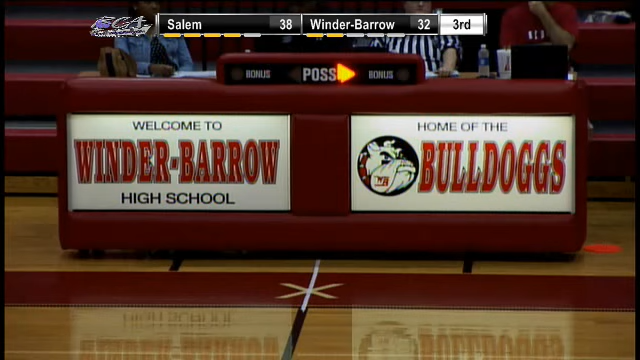 Salem 38 Winder-Barrow 32 3rd
BONUS POSS BONUS
WELCOME TO
WINDER-BARROW
HIGH SCHOOL
HOME OF THE
BULLDOGGS